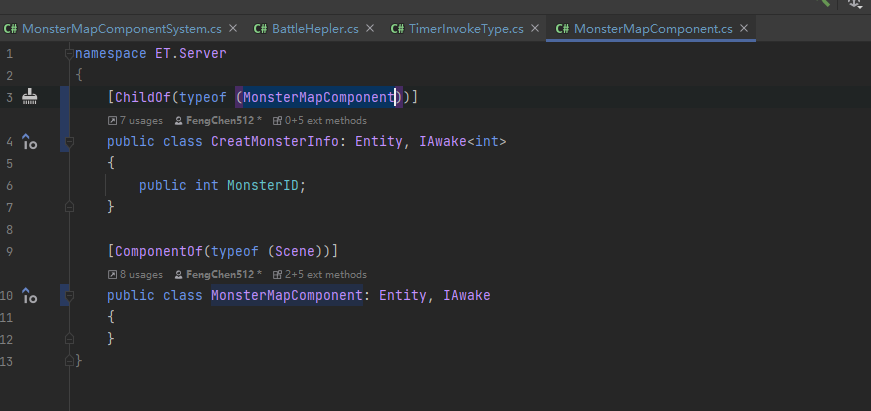 C# MonsterMapComponentSystem.cs × C# BattleHepler.cs × C# TimerInvokeType.cs × C# MonsterMapComponent.cs ×
1 namespace ET.Server
2 {
3 [ChildOf(typeof (MonsterMapComponent))]
7 usages FengChen512 * 0+5 ext methods
4 public class CreatMonsterInfo: Entity, IAwake<int>
5 {
6 public int MonsterID;
7 }
8
9 [ComponentOf(typeof (Scene))]
8 usages FengChen512 * 2+5 ext methods
10 public class MonsterMapComponent: Entity, IAwake
11 {
12 }
13 }